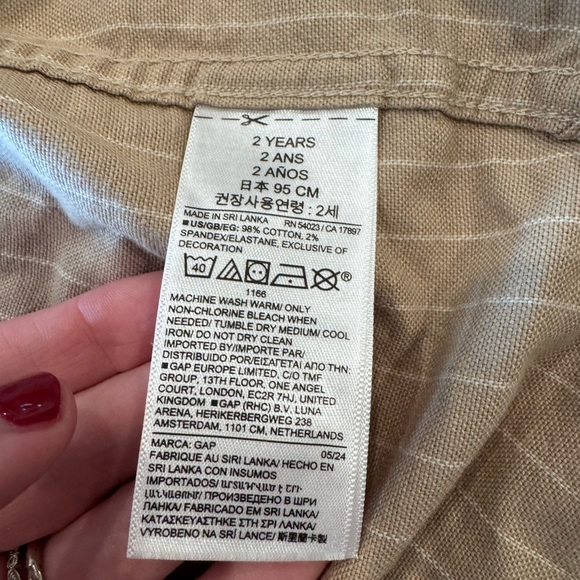 2 YEARS
2 ANS
2 AÑOS
日本 95 CM
권장사용연령 : 2세
MADE IN SRI LANKA RN 54023 / CA 17897
■ US/GB/EG: 98% COTTON, 2%
SPANDEX/ELASTANE, EXCLUSIVE OF
DECORATION
40 ®
1166
MACHINE WASH WARM/ ONLY
NON-CHLORINE BLEACH WHEN
NEEDED/ TUMBLE DRY MEDIUM/ COOL
IRON/ DO NOT DRY CLEAN
IMPORTED BY/IMPORTE PAR/
DISTRIBUIDO POR/ΕΙΣΑΓΕΤΑΙ ΑΠΟ ΤΗΝ:
■ GAP EUROPE LIMITED, C/O TMF
GROUP, 13TH FLOOR, ONE ANGEL
COURT, LONDON, EC2R 7HJ, UNITED
KINGDOM ■ GAP (RHC) B.V. LUNA
ARENA, HERIKERBERGWEG 238
AMSTERDAM, 1101 CM, NETHERLANDS
MARCA: GAP 05/24
FABRIQUE AU SRI LANKA/ HECHO EN
SRI LANKA CON INSUMOS
IMPORTADOS/ ԱՐՏԱԴՐՎԱԾ Է ՇՐԻ
ԼԱՆԿԱՅՈՒՄ/ ПРОИЗВЕДЕНО В ШРИ
ЛАНКА/ FABRICADO EM SRI LANKA/
ΚΑΤΑΣΚΕΥΑΣΤΗΚΕ ΣΤΗ ΣΡΙ ΛΑΝΚΑ/
VYROBENO NA SRÍ LANCE/ 斯里蘭卡製